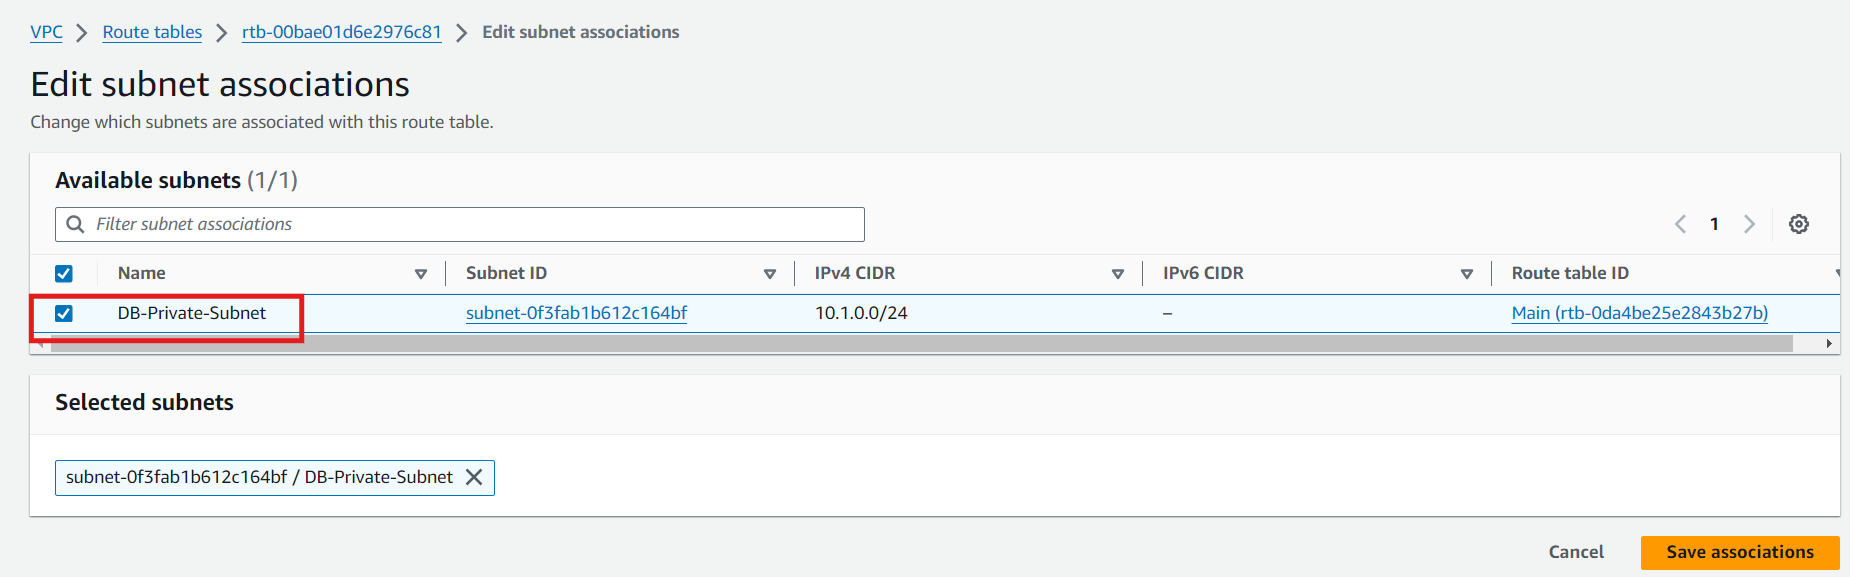 VPC > Route tables > rtb-00bae01d6e2976c81 > Edit subnet associations
Edit subnet associations
Change which subnets are associated with this route table.
Available subnets (1/1)
Filter subnet associations
1
Name Subnet ID IPv4 CIDR IPv6 CIDR Route table ID
DB-Private-Subnet subnet-0f3fab1b612c164bf 10.1.0.0/24 – Main (rtb-0da4be25e2843b27b)
Selected subnets
subnet-0f3fab1b612c164bf / DB-Private-Subnet
Cancel Save associations